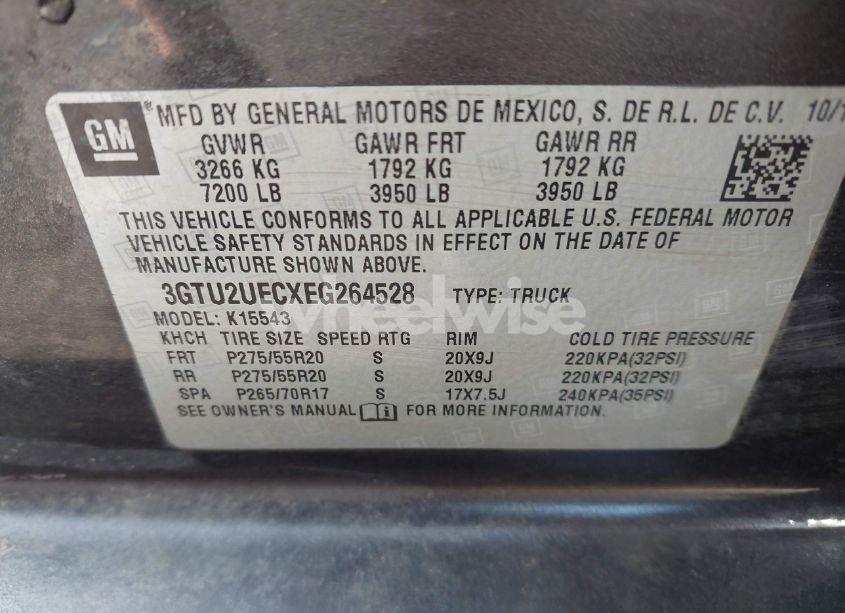 GM
® MFD BY GENERAL MOTORS DE MEXICO, S. DE R.L. DE C.V. 10/1
GVWR GAWR FRT GAWR RR
3266 KG 1792 KG 1792 KG
7200 LB 3950 LB 3950 LB
THIS VEHICLE CONFORMS TO ALL APPLICABLE U.S. FEDERAL MOTOR
VEHICLE SAFETY STANDARDS IN EFFECT ON THE DATE OF
MANUFACTURE SHOWN ABOVE.
3GTU2UECXEG264528 TYPE: TRUCK
wheelwise
MODEL: K15543
KHCH TIRE SIZE SPEED RTG RIM COLD TIRE PRESSURE
FRT P275/55R20 S 20X9J 220KPA(32PSI)
RR P275/55R20 S 20X9J 220KPA(32PSI)
SPA P265/70R17 S 17X7.5J 240KPA(35PSI)
SEE OWNER'S MANUAL FOR MORE INFORMATION.